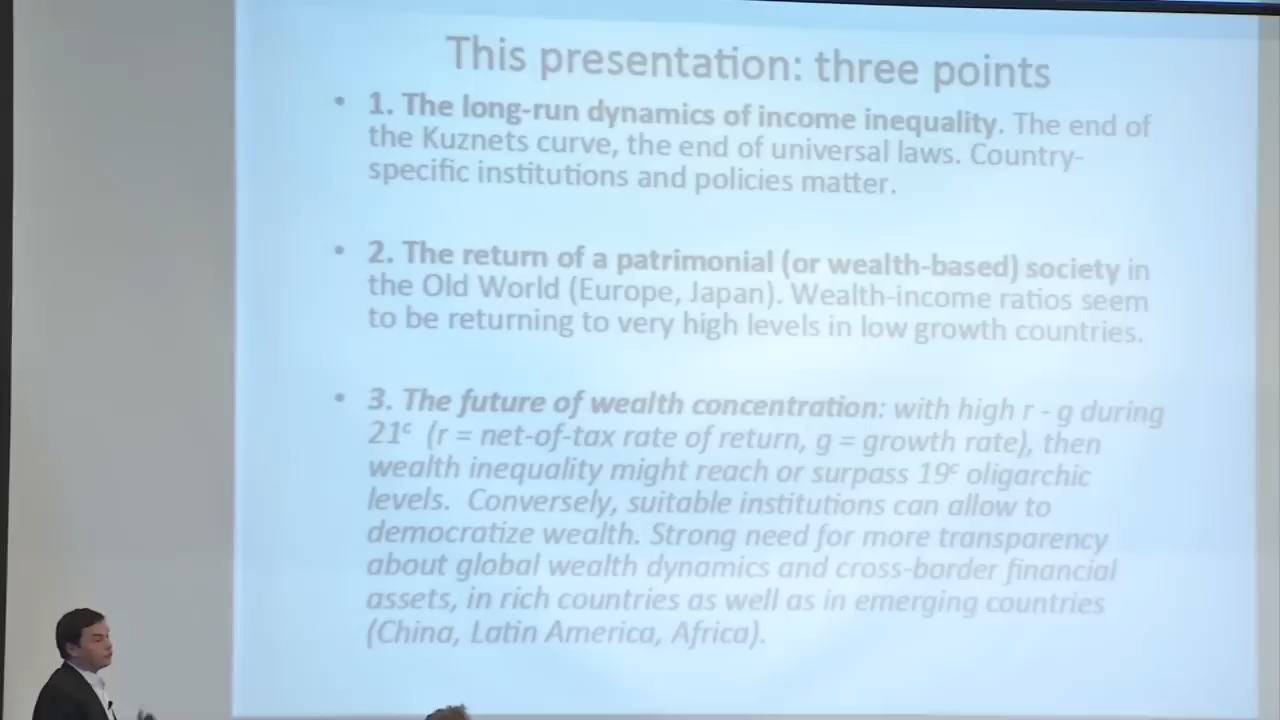 This presentation: three points
• 1. The long-run dynamics of income inequality. The end of
the Kuznets curve, the end of universal laws. Country-
specific institutions and policies matter.
• 2. The return of a patrimonial (or wealth-based) society in
the Old World (Europe, Japan). Wealth-income ratios seem
to be returning to very high levels in low growth countries.
• 3. The future of wealth concentration: with high r - g during
21ᶜ (r = net-of-tax rate of return, g = growth rate), then
wealth inequality might reach or surpass 19ᶜ oligarchic
levels. Conversely, suitable institutions can allow to
democratize wealth. Strong need for more transparency
about global wealth dynamics and cross-border financial
assets, in rich countries as well as in emerging countries
(China, Latin America, Africa).